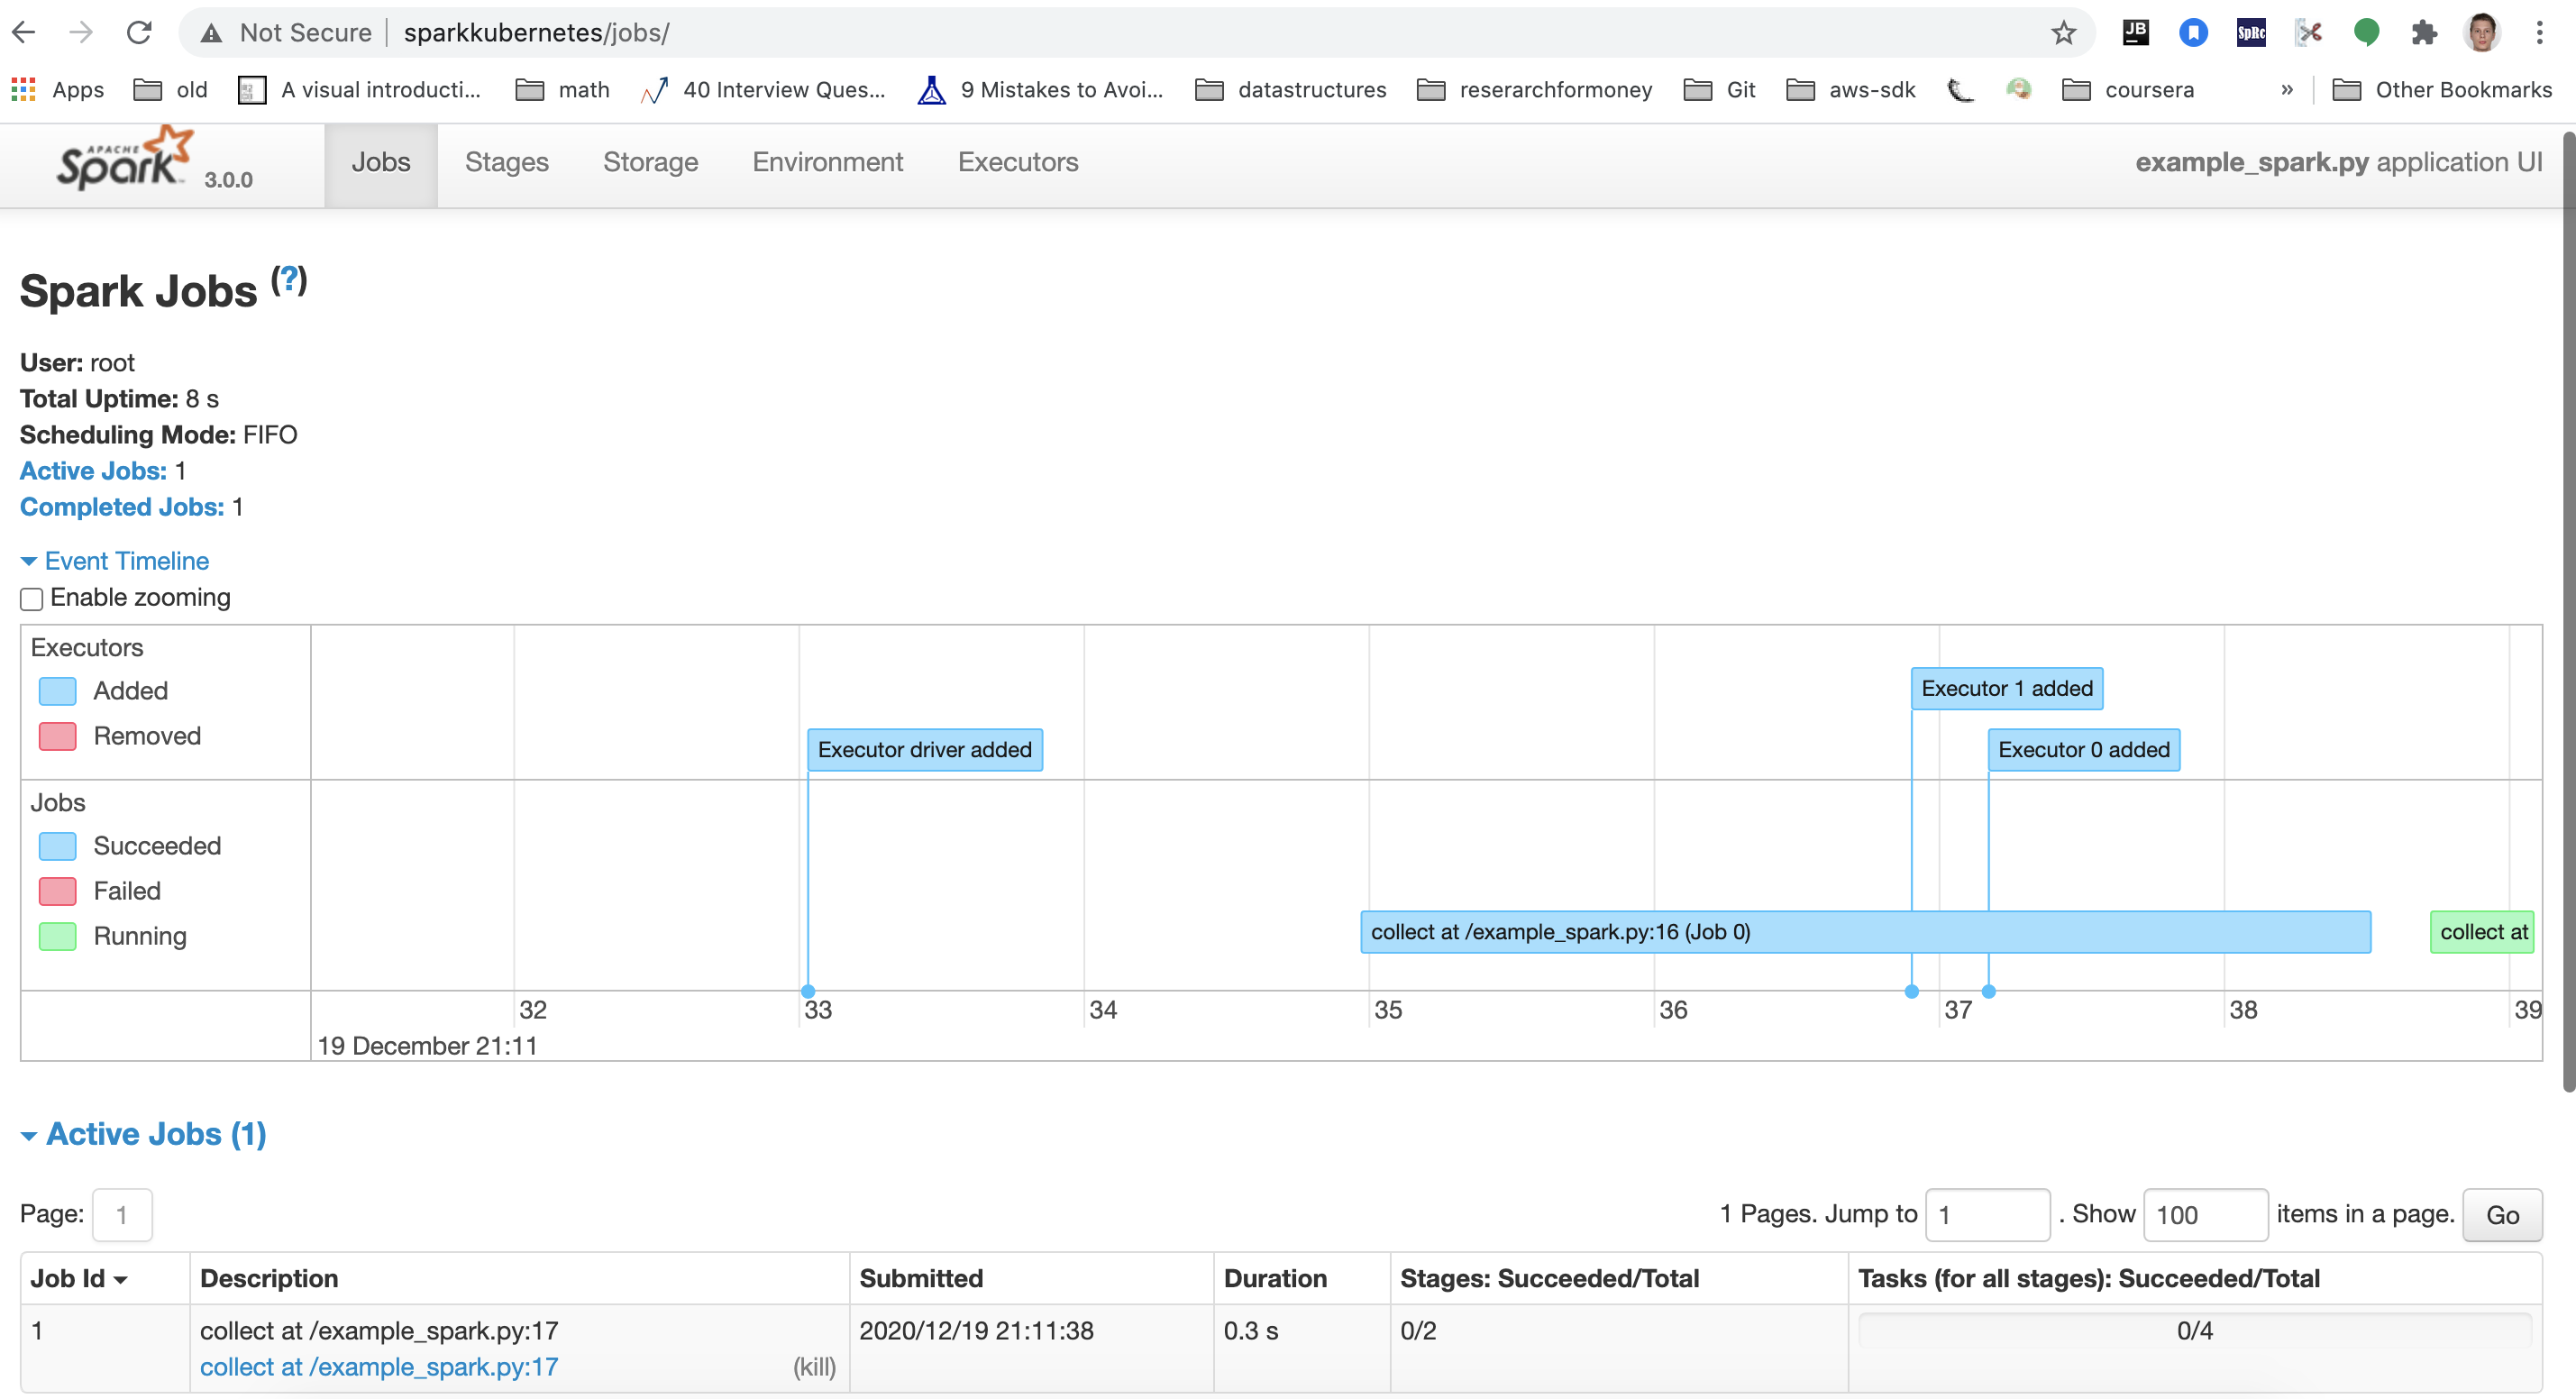 Not Secure | sparkkubernetes/jobs/
JB
SpRc
Apps old A visual introducti... math 40 Interview Ques... 9 Mistakes to Avoi... datastructures reserarchformoney Git aws-sdk coursera » Other Bookmarks
APACHE
Spark 3.0.0 Jobs Stages Storage Environment Executors example_spark.py application UI
Spark Jobs (?)
User: root
Total Uptime: 8 s
Scheduling Mode: FIFO
Active Jobs: 1
Completed Jobs: 1
Event Timeline
Enable zooming
Executors
Added
Removed
Executor 1 added
Executor driver added
Executor 0 added
Jobs
Succeeded
Failed
Running
collect at /example_spark.py:16 (Job 0)
collect at
32 33 34 35 36 37 38 39
19 December 21:11
Active Jobs (1)
Page: 1
1 Pages. Jump to 1 . Show 100 items in a page. Go
Job Id Description Submitted Duration Stages: Succeeded/Total Tasks (for all stages): Succeeded/Total
1 collect at /example_spark.py:17 2020/12/19 21:11:38 0.3 s 0/2 0/4
collect at /example_spark.py:17 (kill)